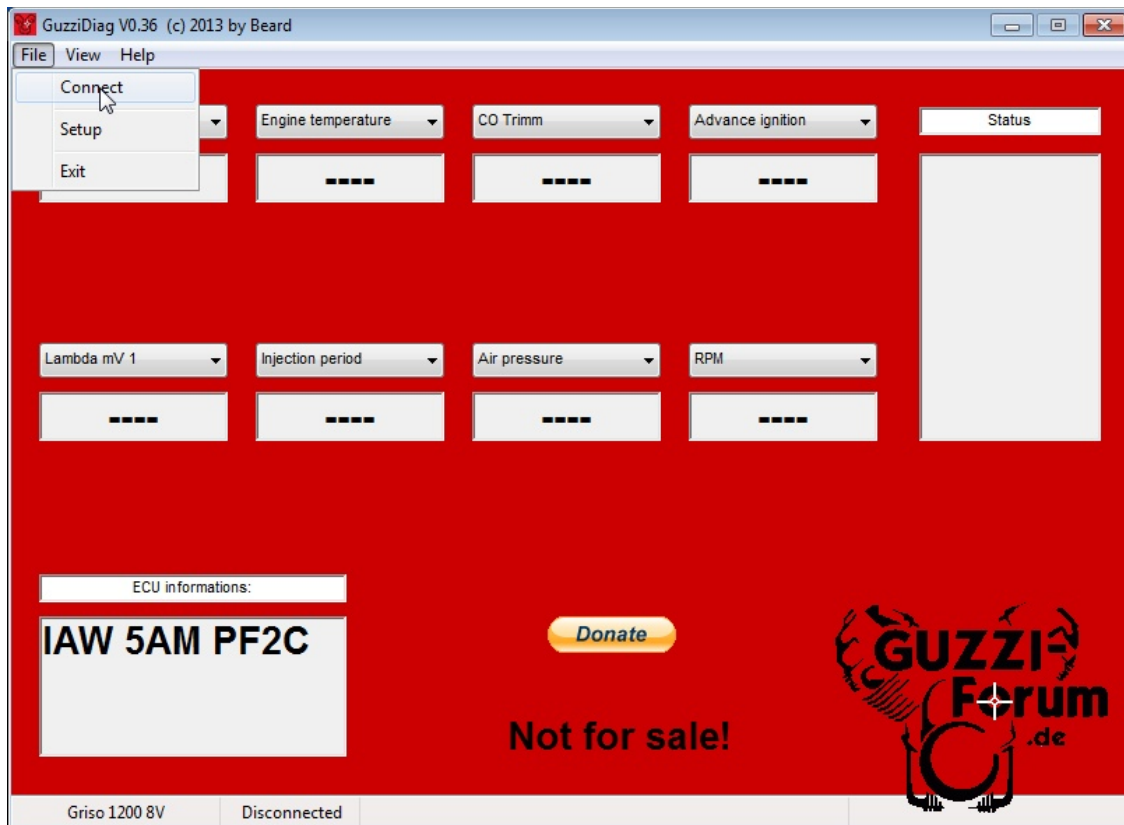 GuzziDiag V0.36 (c) 2013 by Beard
File View Help
Connect
Setup
Exit
Engine temperature
CO Trimm
Advance ignition
Status
----
----
----
Lambda mV 1
Injection period
Air pressure
RPM
----
----
----
----
ECU informations:
IAW 5AM PF2C
Donate
Not for sale!
GUZZI-
Forum
.de
Griso 1200 8V
Disconnected